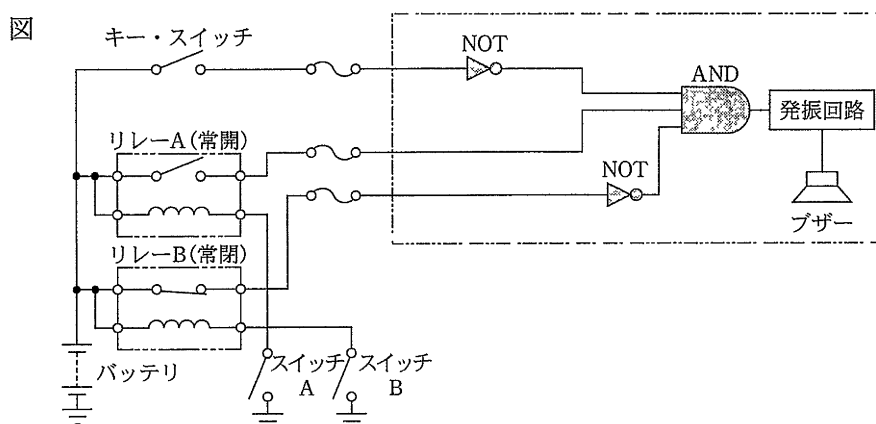 図
キー・スイッチ
NOT
AND
発振回路
リレーA(常開)
NOT
ブザー
リレーB(常閉)
バッテリ
スイッチ
A
スイッチ
B